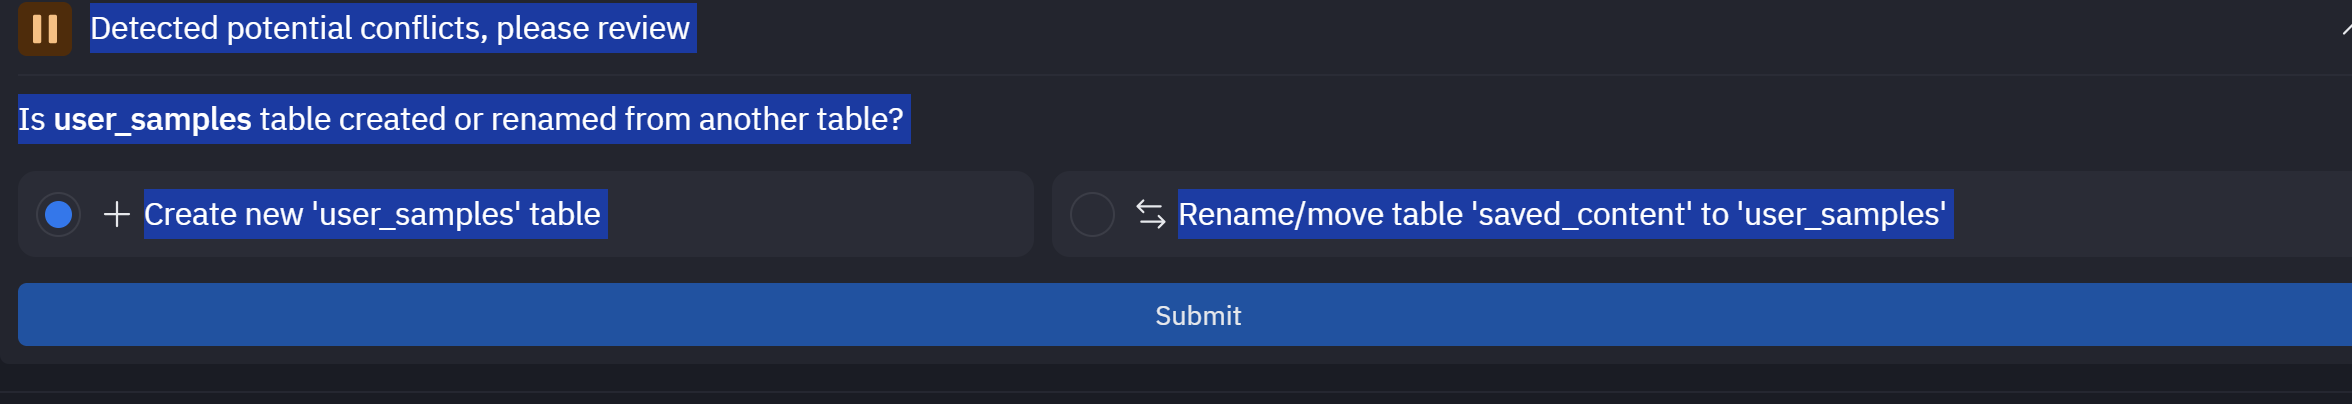 Detected potential conflicts, please review
Is user_samples table created or renamed from another table?
Create new 'user_samples' table
Rename/move table 'saved_content' to 'user_samples'
Submit